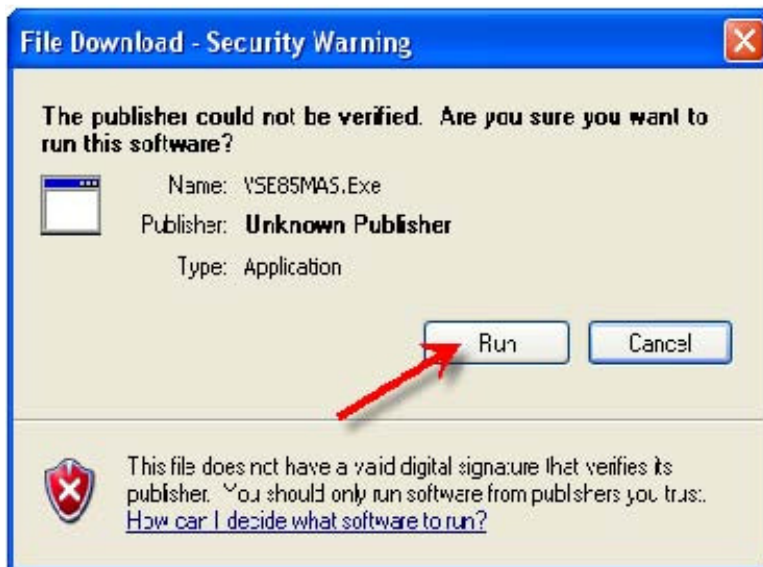 File Download - Security Warning
The publisher could not be verified. Are you sure you want to
run this software?
Name: VSE85MAS.Exe
Publisher: Unknown Publisher
Type: Application
Run Cancel
This file does not have a valid digital signature that verifies its
publisher. You should only run software from publishers you trust.
How can I decide what software to run?